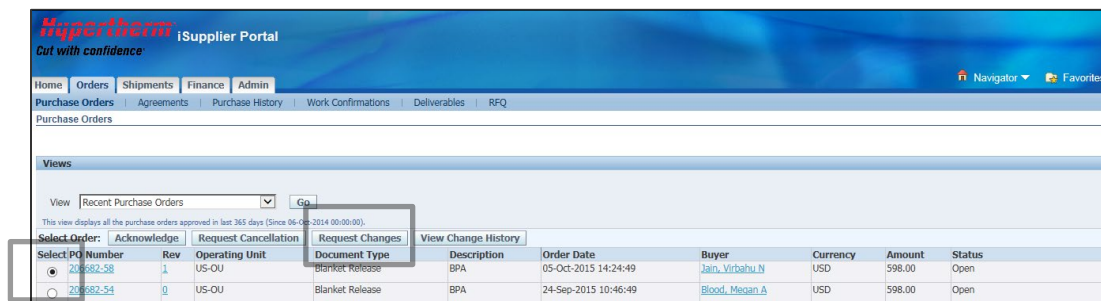 Hypertherm iSupplier Portal
Cut with confidence
Navigator Favorites
Home Orders Shipments Finance Admin
Purchase Orders | Agreements | Purchase History | Work Confirmations | Deliverables | RFQ
Purchase Orders
Views
View Recent Purchase Orders Go
This view displays all the purchase orders approved in last 365 days (Since 06-Oct-2014 00:00:00).
Select Order: Acknowledge Request Cancellation Request Changes View Change History
Select PO Number Rev Operating Unit Document Type Description Order Date Buyer Currency Amount Status
206682-58 1 US-OU Blanket Release BPA 05-Oct-2015 14:24:49 Jain, Virbahu N USD 598.00 Open
206682-54 0 US-OU Blanket Release BPA 24-Sep-2015 10:46:49 Blood, Megan A USD 598.00 Open